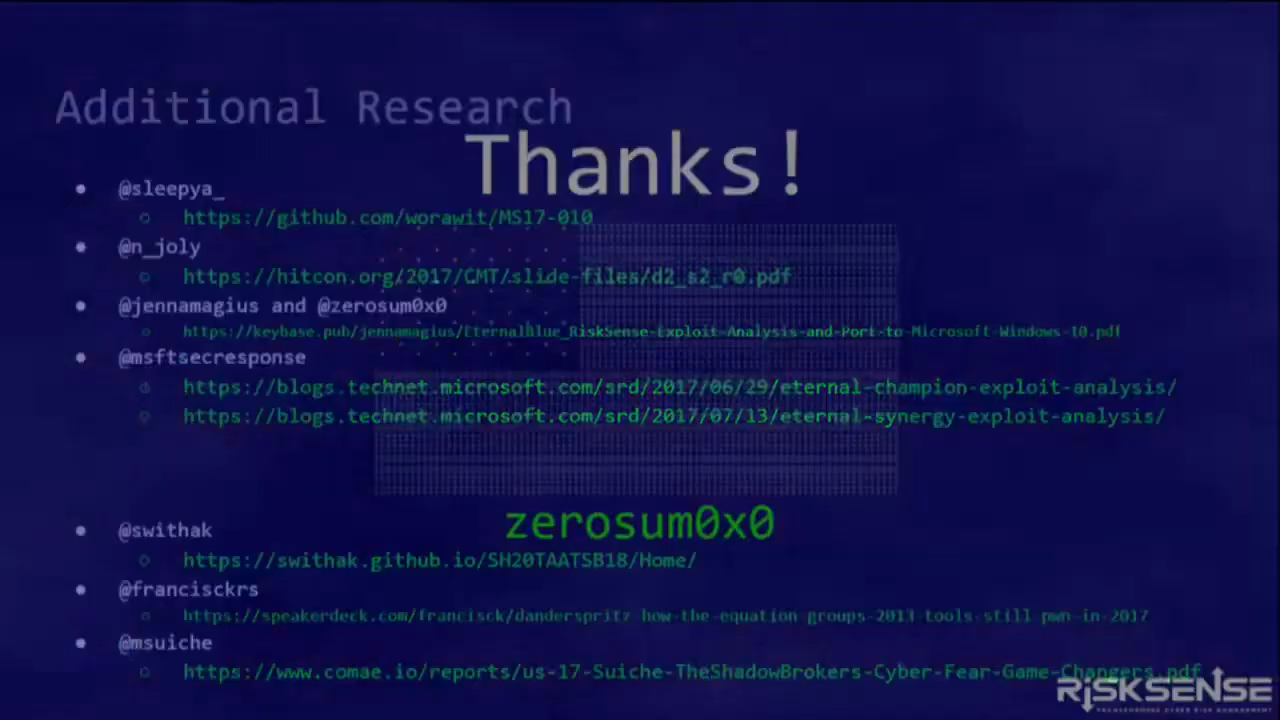 Additional Research
Thanks!
@sleepya_
https://github.com/worawit/MS17-010
@n_joly
https://hitcon.org/2017/CMT/slide-files/d2_s2_r0.pdf
@jennamagius and @zerosum0x0
https://keybase.pub/jennamagius/EternalBlue_RiskSense-Exploit-Analysis-and-Port-to-Microsoft-Windows-10.pdf
@msftsecresponse
https://blogs.technet.microsoft.com/srd/2017/06/29/eternal-champion-exploit-analysis/
https://blogs.technet.microsoft.com/srd/2017/07/13/eternal-synergy-exploit-analysis/
zerosum0x0
@swithak
https://swithak.github.io/SH20TAATSB18/Home/
@francisckrs
https://speakerdeck.com/francisck/danderspritz-how-the-equation-groups-2013-tools-still-pwn-in-2017
@msuiche
https://www.comae.io/reports/us-17-Suiche-TheShadowBrokers-Cyber-Fear-Game-Changers.pdf
RISKSENSE